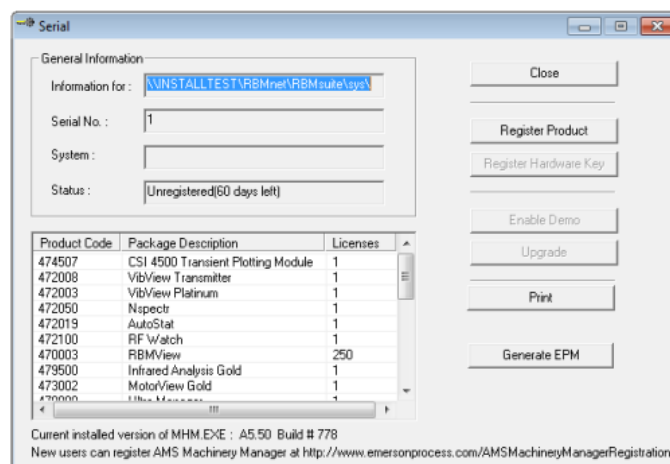 Serial
General Information
Information for : \\INSTALLTEST\RBMnet\RBMsuite\sys\
Serial No. : 1
System :
Status : Unregistered(60 days left)
Close
Register Product
Register Hardware Key
Enable Demo
Upgrade
Print
Generate EPM
Product Code Package Description Licenses
474507 CSI 4500 Transient Plotting Module 1
472008 VibView Transmitter 1
472003 VibView Platinum 1
472050 Nspectr 1
472019 AutoStat 1
472100 RF Watch 1
470003 RBMView 250
479500 Infrared Analysis Gold 1
473002 MotorView Gold 1
Current installed version of MHM.EXE : A5.50 Build # 778
New users can register AMS Machinery Manager at http://www.emersonprocess.com/AMSMachineryManagerRegistration